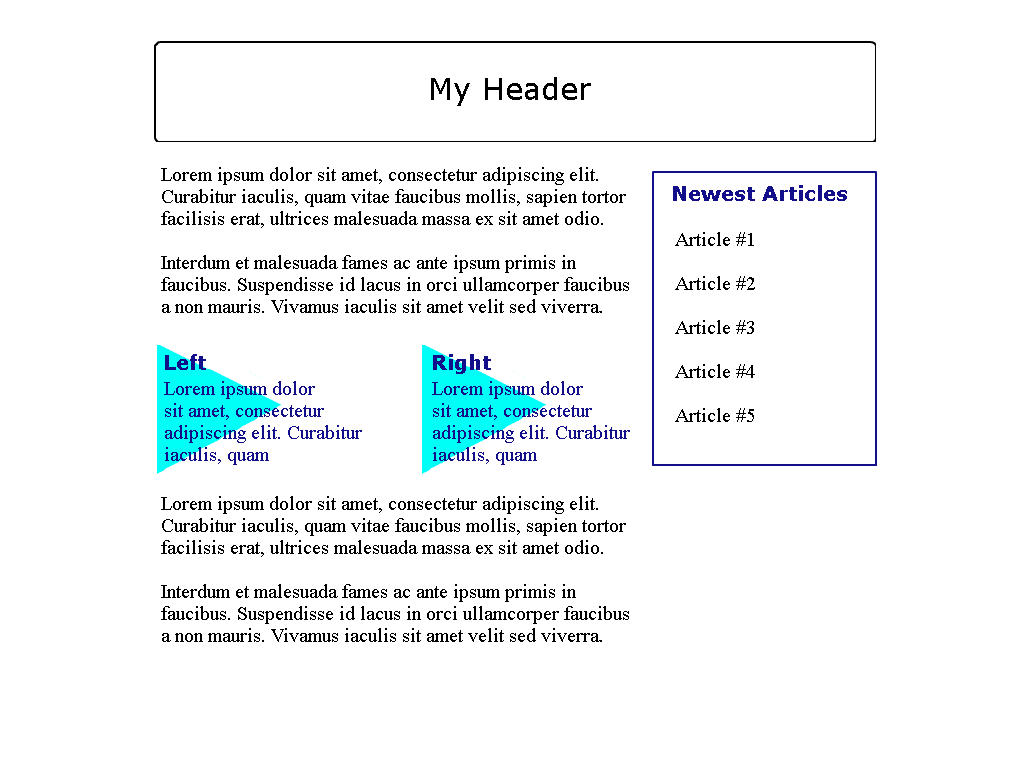 My Header
Lorem ipsum dolor sit amet, consectetur adipiscing elit.
Curabitur iaculis, quam vitae faucibus mollis, sapien tortor
facilisis erat, ultrices malesuada massa ex sit amet odio.
Interdum et malesuada fames ac ante ipsum primis in
faucibus. Suspendisse id lacus in orci ullamcorper faucibus
a non mauris. Vivamus iaculis sit amet velit sed viverra.
Left
Lorem ipsum dolor
sit amet, consectetur
adipiscing elit. Curabitur
iaculis, quam
Right
Lorem ipsum dolor
sit amet, consectetur
adipiscing elit. Curabitur
iaculis, quam
Lorem ipsum dolor sit amet, consectetur adipiscing elit.
Curabitur iaculis, quam vitae faucibus mollis, sapien tortor
facilisis erat, ultrices malesuada massa ex sit amet odio.
Interdum et malesuada fames ac ante ipsum primis in
faucibus. Suspendisse id lacus in orci ullamcorper faucibus
a non mauris. Vivamus iaculis sit amet velit sed viverra.
Newest Articles
Article #1
Article #2
Article #3
Article #4
Article #5